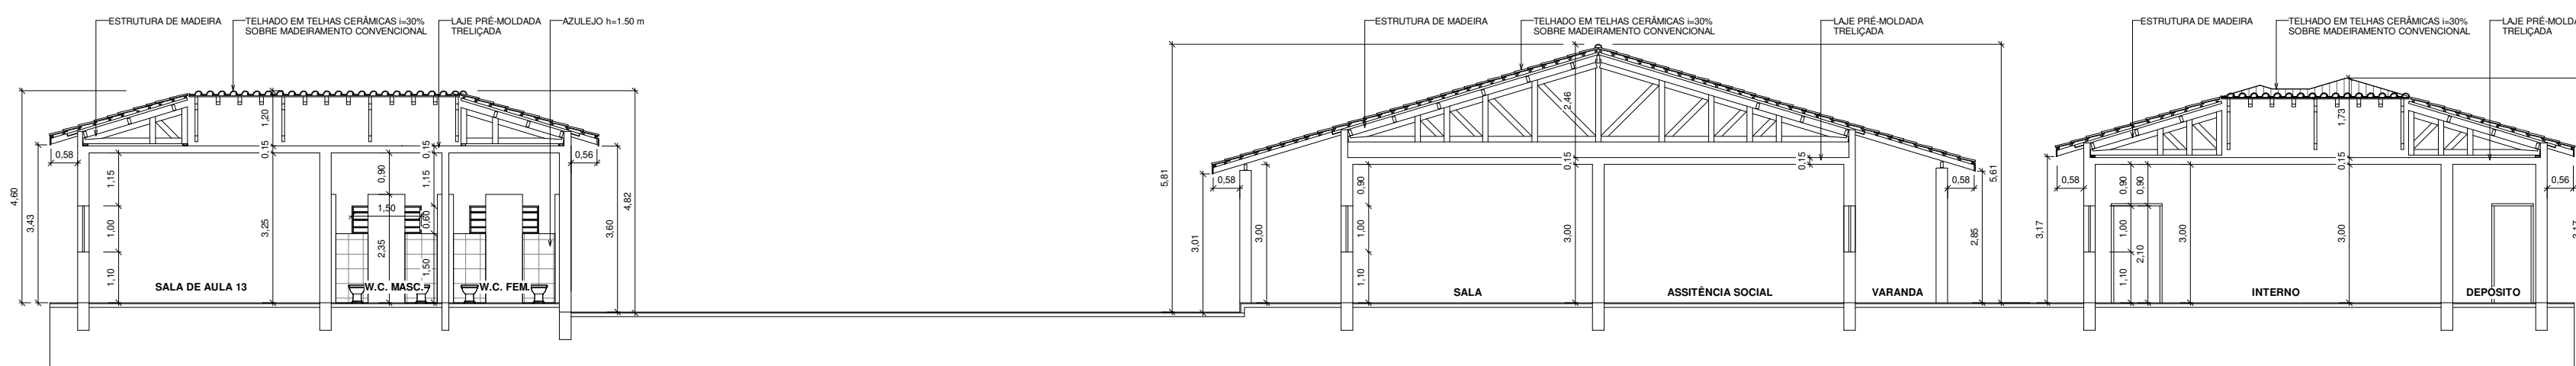 ESTRUTURA DE MADEIRA
TELHADO EM TELHAS CERÂMICAS i=30%
SOBRE MADEIRAMENTO CONVENCIONAL
LAJE PRÉ-MOLDADA
TRELIÇADA
AZULEJO h=1.50 m
4,60
3,43
0,58
1,15
1,00
1,10
SALA DE AULA 13
1,20
0,15
3,25
0,90
1,50
2,35
W.C. MASC.
0,15
1,15
0,60
1,50
W.C. FEM.
0,56
3,60
4,82
ESTRUTURA DE MADEIRA
TELHADO EM TELHAS CERÂMICAS i=30%
SOBRE MADEIRAMENTO CONVENCIONAL
LAJE PRÉ-MOLDADA
TRELIÇADA
5,81
3,01
0,58
3,00
0,90
1,00
1,10
SALA
2,46
0,15
3,00
ASSITÊNCIA SOCIAL
0,15
VARANDA
0,58
2,85
5,61
ESTRUTURA DE MADEIRA
TELHADO EM TELHAS CERÂMICAS i=30%
SOBRE MADEIRAMENTO CONVENCIONAL
LAJE PRÉ-MOLD
TRELIÇADA
3,17
0,58
0,90
1,00
1,10
0,90
2,10
3,00
INTERNO
1,73
0,15
3,00
DEPÓSITO
0,56